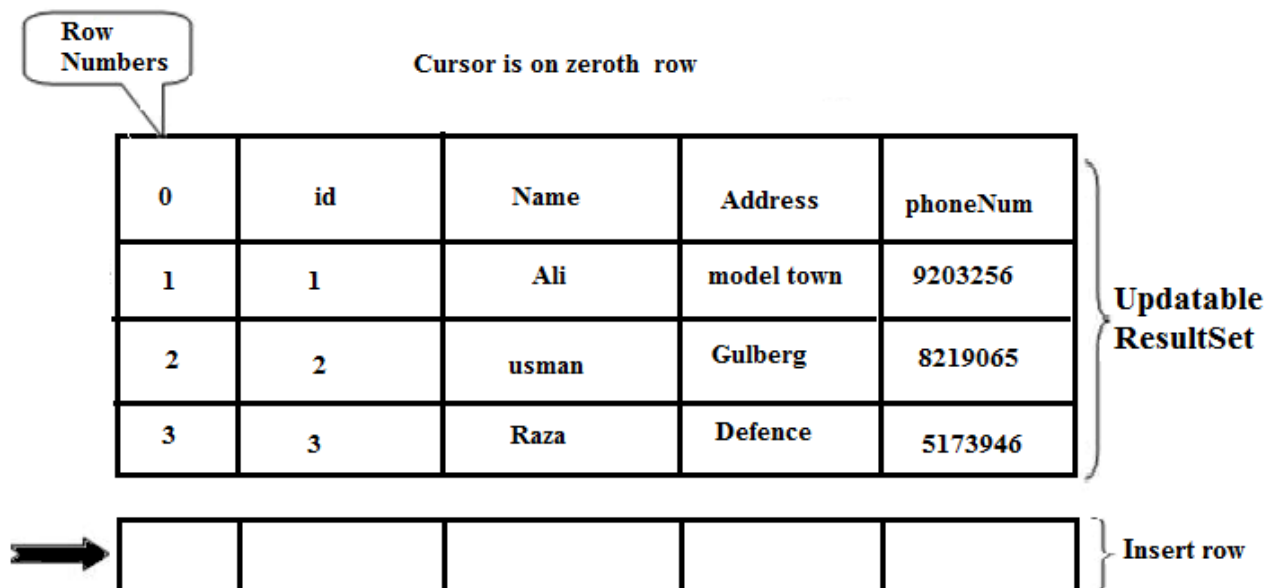 Row
Numbers
Cursor is on zeroth row
0 id Name Address phoneNum
1 1 Ali model town 9203256
2 2 usman Gulberg 8219065
3 3 Raza Defence 5173946
Updatable
ResultSet
Insert row